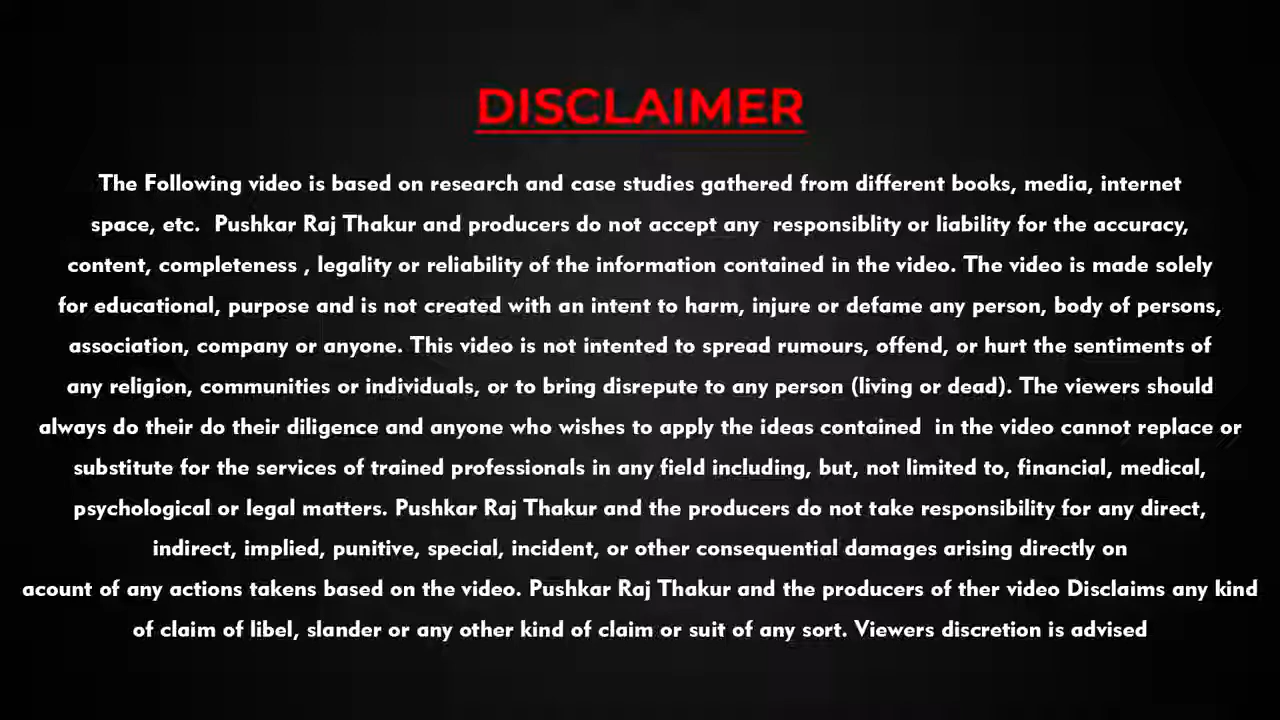 DISCLAIMER
The Following video is based on research and case studies gathered from different books, media, internet
space, etc.  Pushkar Raj Thakur and producers do not accept any  responsiblity or liability for the accuracy,
content, completeness , legality or reliability of the information contained in the video. The video is made solely
for educational, purpose and is not created with an intent to harm, injure or defame any person, body of persons,
association, company or anyone. This video is not intented to spread rumours, offend, or hurt the sentiments of
any religion, communities or individuals, or to bring disrepute to any person (living or dead). The viewers should
always do their do their diligence and anyone who wishes to apply the ideas contained  in the video cannot replace or
substitute for the services of trained professionals in any field including, but, not limited to, financial, medical,
psychological or legal matters. Pushkar Raj Thakur and the producers do not take responsibility for any direct,
indirect, implied, punitive, special, incident, or other consequential damages arising directly on
acount of any actions takens based on the video. Pushkar Raj Thakur and the producers of ther video Disclaims any kind
of claim of libel, slander or any other kind of claim or suit of any sort. Viewers discretion is advised